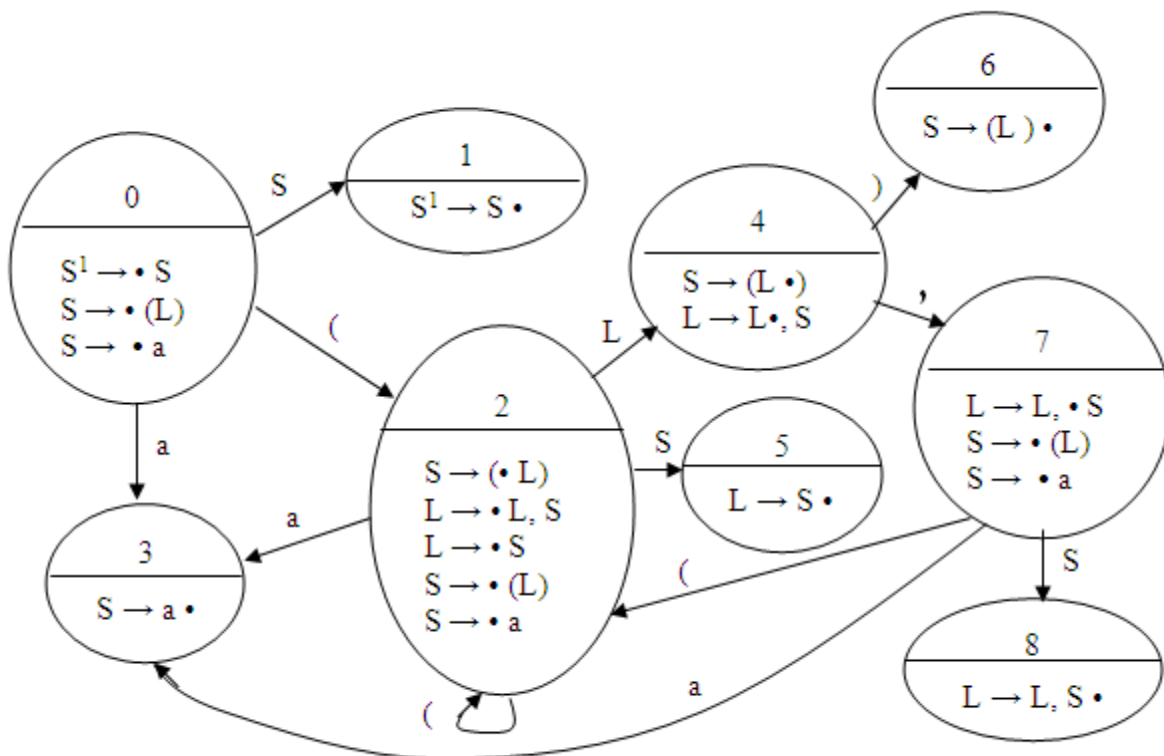 0
S¹ → • S
S → • (L)
S → • a
S
1
S¹ → S •
(
a
3
S → a •
a
2
S → (• L)
L → • L, S
L → • S
S → • (L)
S → • a
(
L
S
5
L → S •
4
S → (L •)
L → L•, S
)
6
S → (L ) •
,
7
L → L, • S
S → • (L)
S → • a
(
a
S
8
L → L, S •